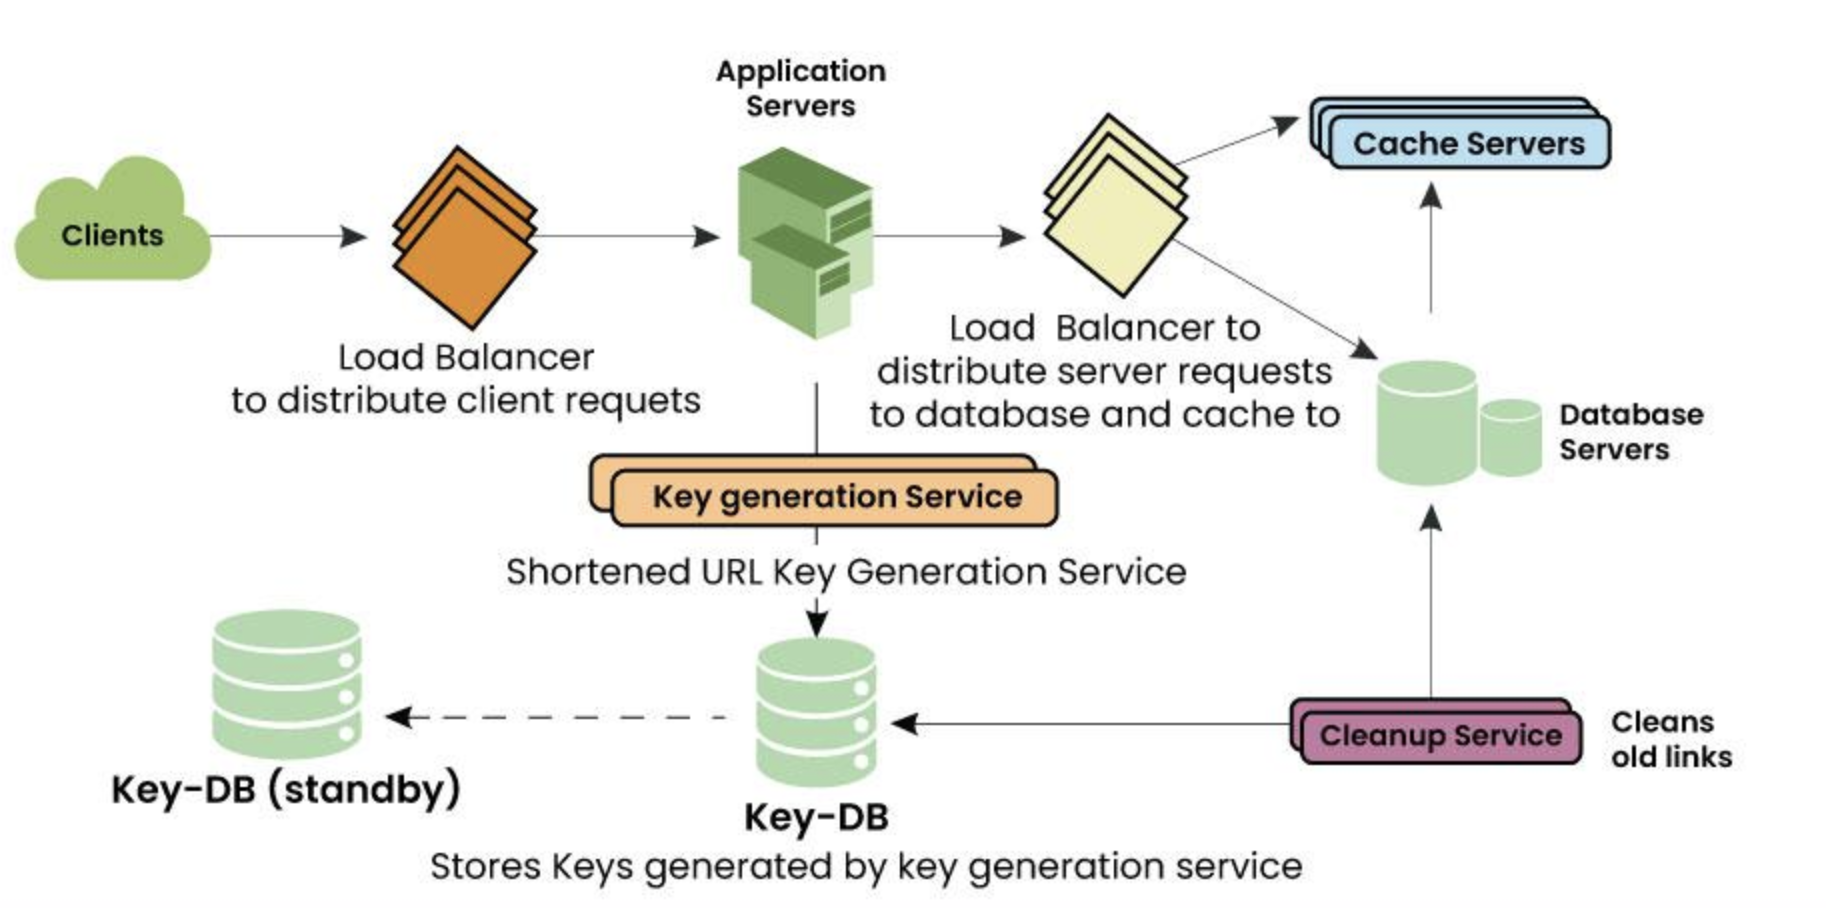 Application
Servers
Cache Servers
Clients
Load Balancer
to distribute client requets
Load  Balancer to
distribute server requests
to database and cache to
Database
Servers
Key generation Service
Shortened URL Key Generation Service
Cleanup Service
Cleans
old links
Key-DB (standby)
Key-DB
Stores Keys generated by key generation service